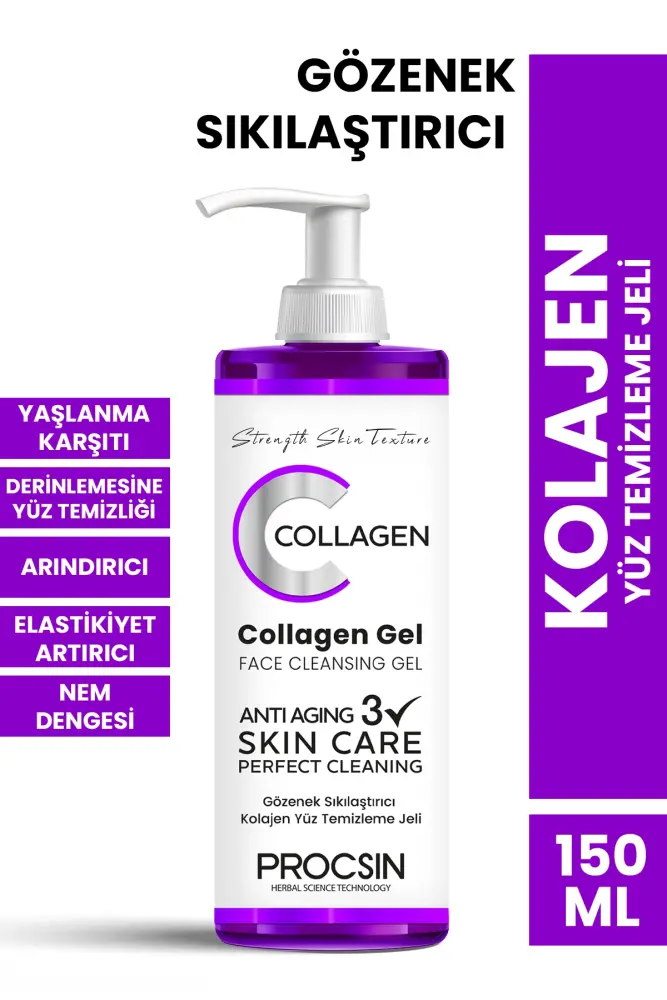 GÖZENEK
SIKILAŞTIRICI
KOLAJEN
YÜZ TEMİZLEME JELİ
150
ML
YAŞLANMA
KARŞITI
DERİNLEMESİNE
YÜZ TEMİZLİĞİ
ARINDIRICI
ELASTİKİYET
ARTIRICI
NEM
DENGESİ
Strength Skin Texture
COLLAGEN
Collagen Gel
FACE CLEANSING GEL
ANTI AGING 3✓
SKIN CARE
PERFECT CLEANING
Gözenek Sıkılaştırıcı
Kolajen Yüz Temizleme Jeli
PROCSIN
HERBAL SCIENCE TECHNOLOGY